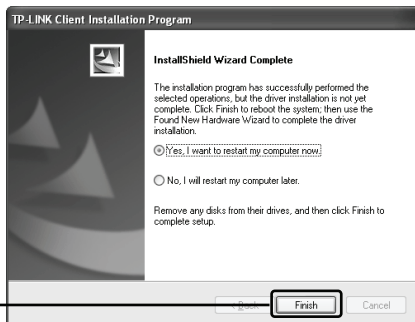 TP-LINK Client Installation Program
InstallShield Wizard Complete
The installation program has successfully performed the
selected operations, but the driver installation is not yet
complete. Click Finish to reboot the system; then use the
Found New Hardware Wizard to complete the driver
installation.
Yes, I want to restart my computer now.
No, I will restart my computer later.
Remove any disks from their drives, and then click Finish to
complete setup.
< Back
Finish
Cancel